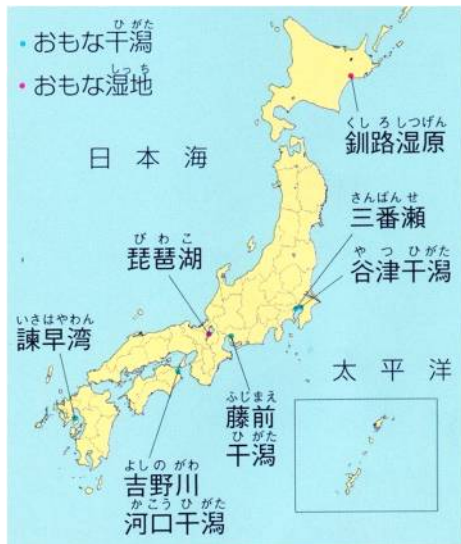 ひがた
・おもな干潟
しっち
・おもな湿地
くしろしつげん
釧路湿原
日本海
さんばんせ
三番瀬
びわこ
琵琶湖
やつひがた
谷津干潟
いさはやわん
諫早湾
太平洋
ふじまえ
藤前
ひがた
干潟
よしのがわ
吉野川
かこうひがた
河口干潟